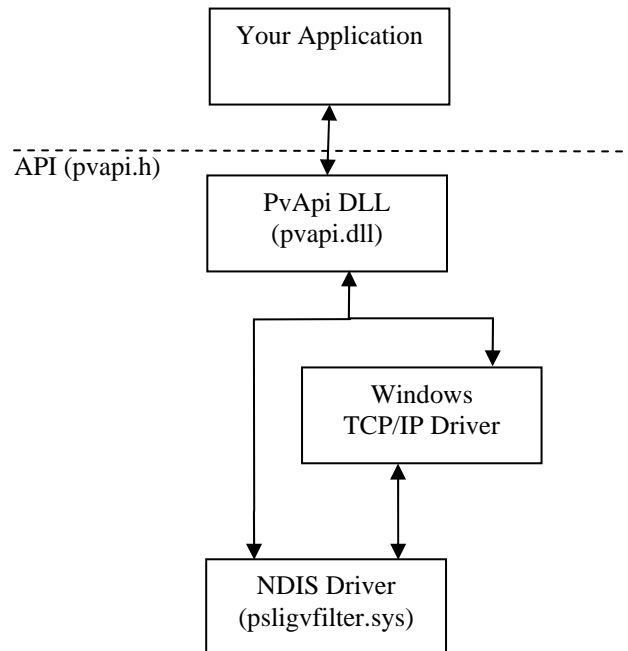 Your Application
API (pvapi.h)
PvApi DLL
(pvapi.dll)
Windows
TCP/IP Driver
NDIS Driver
(psligvfilter.sys)